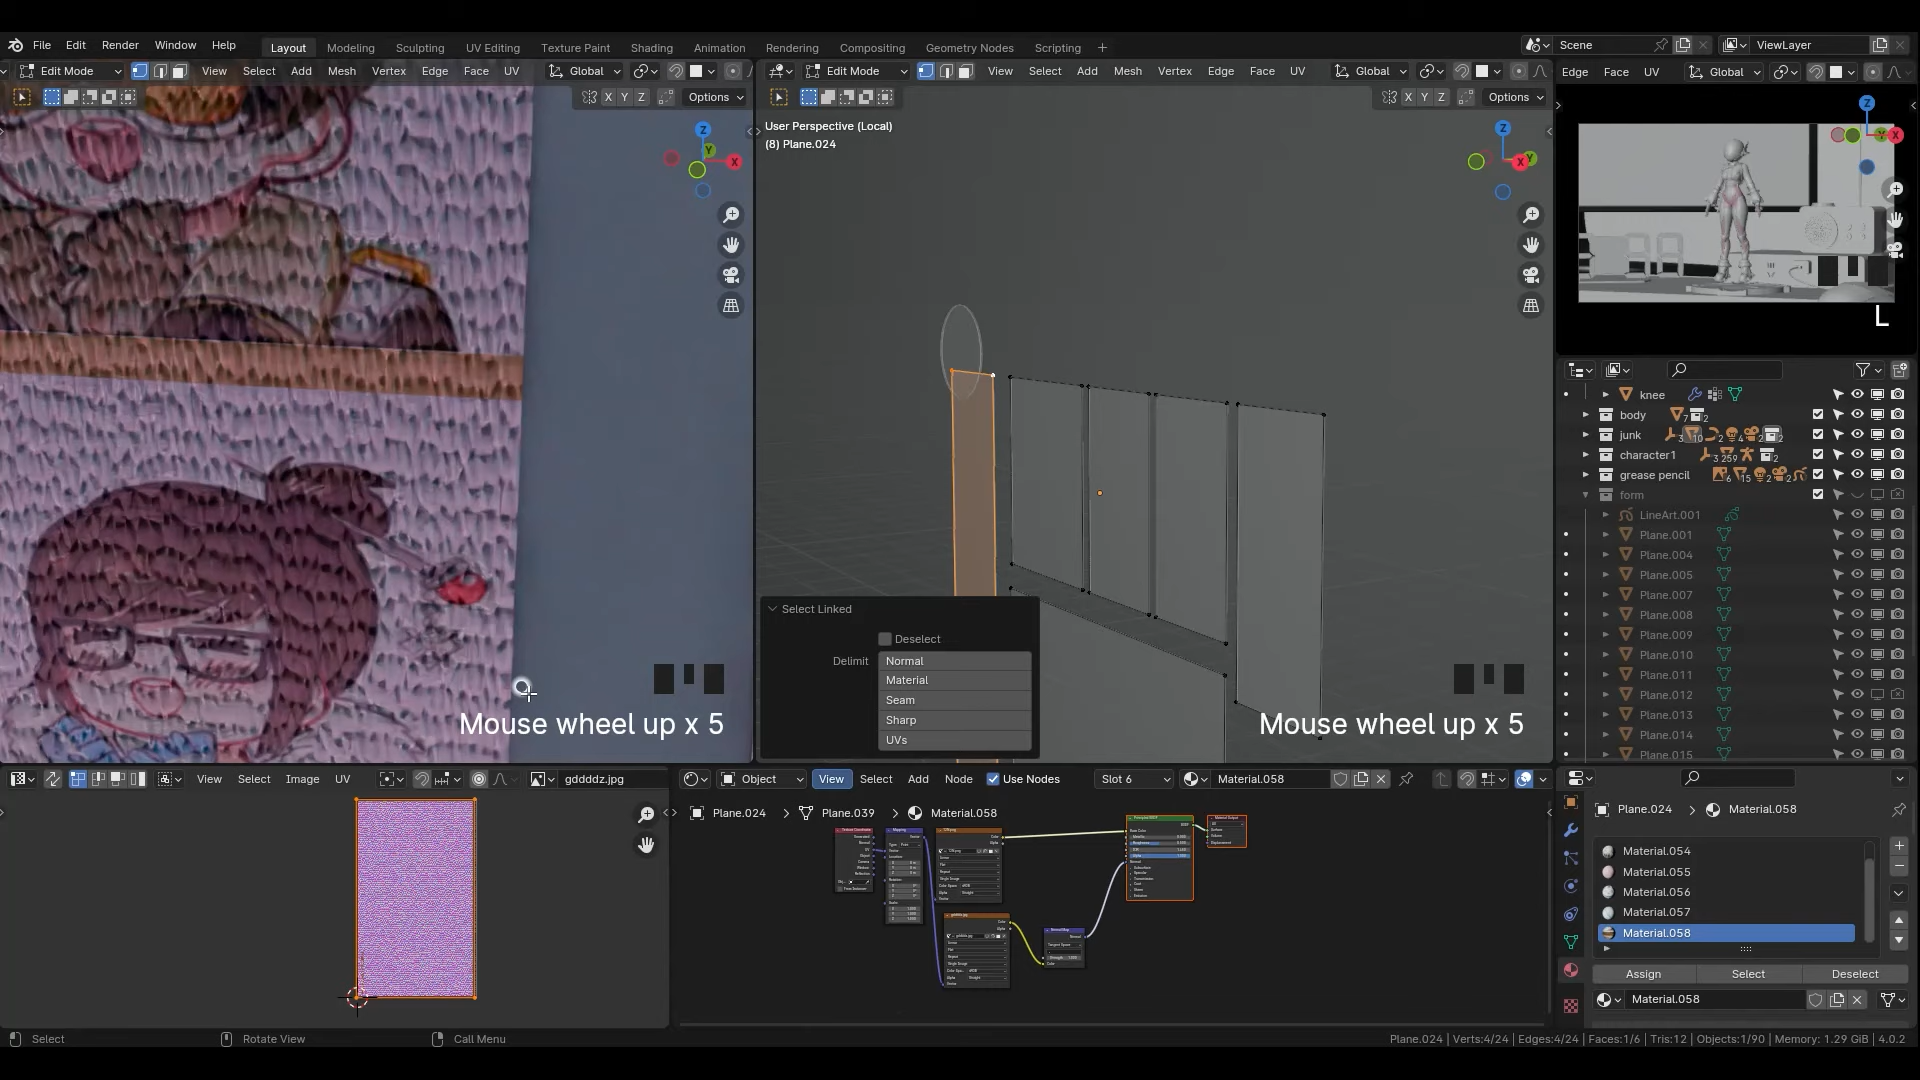 File Edit Render Window Help Layout Modeling Sculpting UV Editing Texture Paint Shading Animation Rendering Compositing Geometry Nodes Scripting + Scene ViewLayer
Edit Mode View Select Add Mesh Vertex Edge Face UV Global
Edit Mode View Select Add Mesh Vertex Edge Face UV Global
Edge Face UV Global
X Y Z Options
X Y Z Options
User Perspective (Local)
(8) Plane.024
Z
Y
X
Z
Y
X
Z
X
L
Select Linked
Deselect
Delimit Normal
Material
Seam
Sharp
UVs
Mouse wheel up x 5
Mouse wheel up x 5
knee
body
junk
character1
grease pencil
form
LineArt.001
Plane.001
Plane.004
Plane.005
Plane.007
Plane.008
Plane.009
Plane.010
Plane.011
Plane.012
Plane.013
Plane.014
Plane.015
View Select Image UV gddddz.jpg
Object View Select Add Node Use Nodes Slot 6 Material.058
Plane.024 Plane.039 Material.058
Plane.024 Material.058
Material.054
Material.055
Material.056
Material.057
Material.058
Assign Select Deselect
Material.058
Select Rotate View Call Menu
Plane.024 | Verts:4/24 | Edges:4/24 | Faces:1/6 | Tris:12 | Objects:1/90 | Memory: 1.29 GiB | 4.0.2